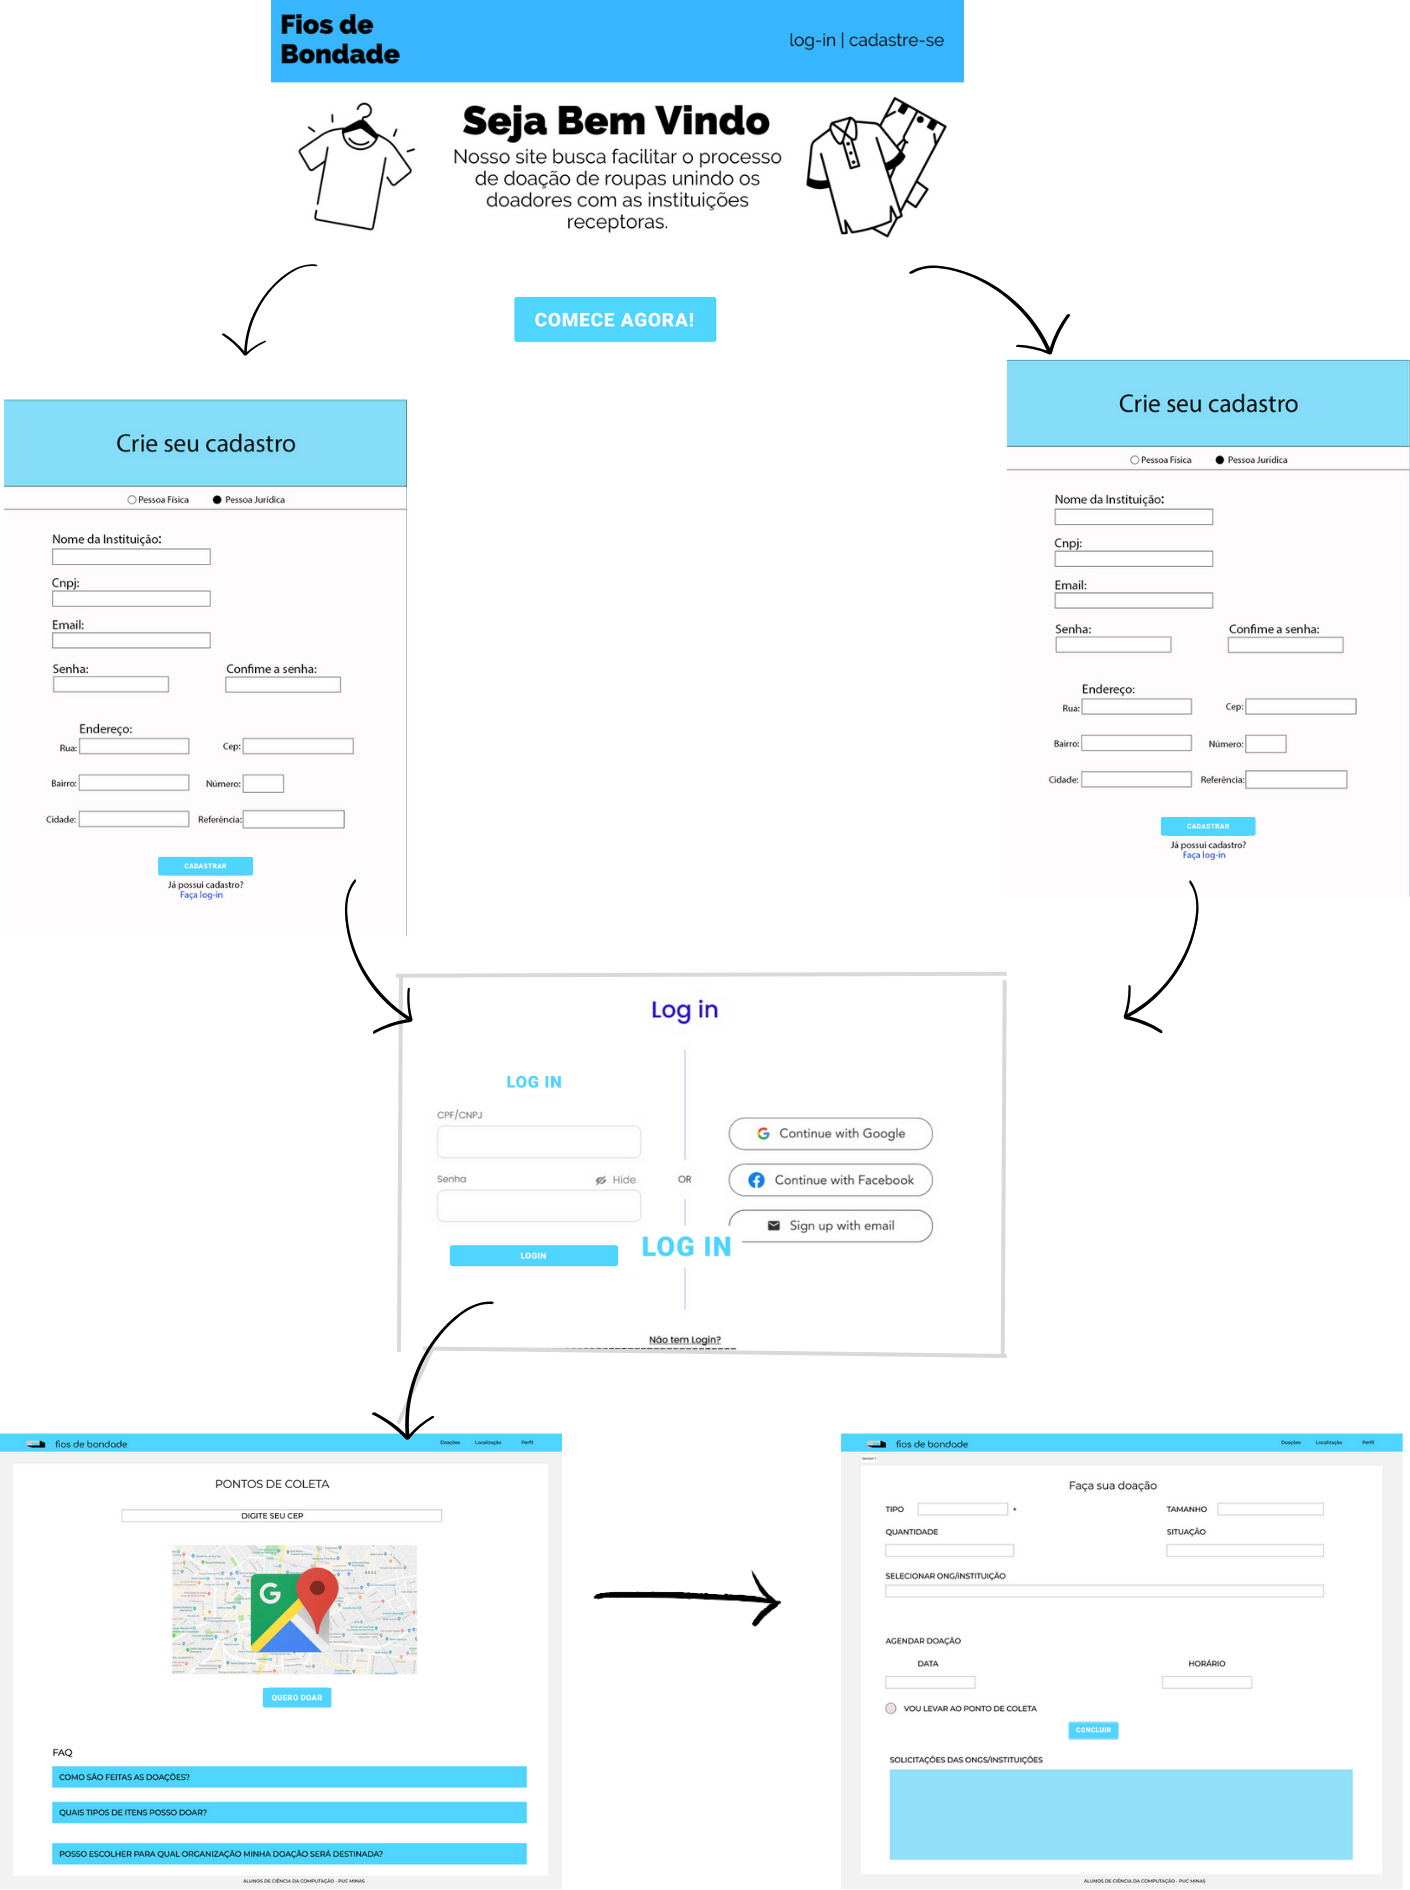 Fios de
Bondade
log-in | cadastre-se
Seja Bem Vindo
Nosso site busca facilitar o processo
de doação de roupas unindo os
doadores com as instituições
receptoras.
COMECE AGORA!
Crie seu cadastro
Pessoa Física Pessoa Jurídica
Nome da Instituição:
Cnpj:
Email:
Senha: Confime a senha:
Endereço:
Rua: Cep:
Bairro: Número:
Cidade: Referência:
CADASTRAR
Já possui cadastro?
Faça log-in
Crie seu cadastro
Pessoa Física Pessoa Jurídica
Nome da Instituição:
Cnpj:
Email:
Senha: Confime a senha:
Endereço:
Rua: Cep:
Bairro: Número:
Cidade: Referência:
CADASTRAR
Já possui cadastro?
Faça log-in
Log in
LOG IN
CPF/CNPJ
Senha Hide
LOGIN
OR
Continue with Google
Continue with Facebook
Sign up with email
LOG IN
Não tem Login?
fios de bondade Doações Localização Perfil
PONTOS DE COLETA
DIGITE SEU CEP
G
QUERO DOAR
FAQ
COMO SÃO FEITAS AS DOAÇÕES?
QUAIS TIPOS DE ITENS POSSO DOAR?
POSSO ESCOLHER PARA QUAL ORGANIZAÇÃO MINHA DOAÇÃO SERÁ DESTINADA?
ALUNOS DE CIÊNCIA DA COMPUTAÇÃO - PUC MINAS
fios de bondade Doações Localização Perfil
Faça sua doação
TIPO + TAMANHO
QUANTIDADE SITUAÇÃO
SELECIONAR ONG/INSTITUIÇÃO
AGENDAR DOAÇÃO
DATA HORÁRIO
VOU LEVAR AO PONTO DE COLETA
CONCLUIR
SOLICITAÇÕES DAS ONGS/INSTITUIÇÕES
ALUNOS DE CIÊNCIA DA COMPUTAÇÃO - PUC MINAS